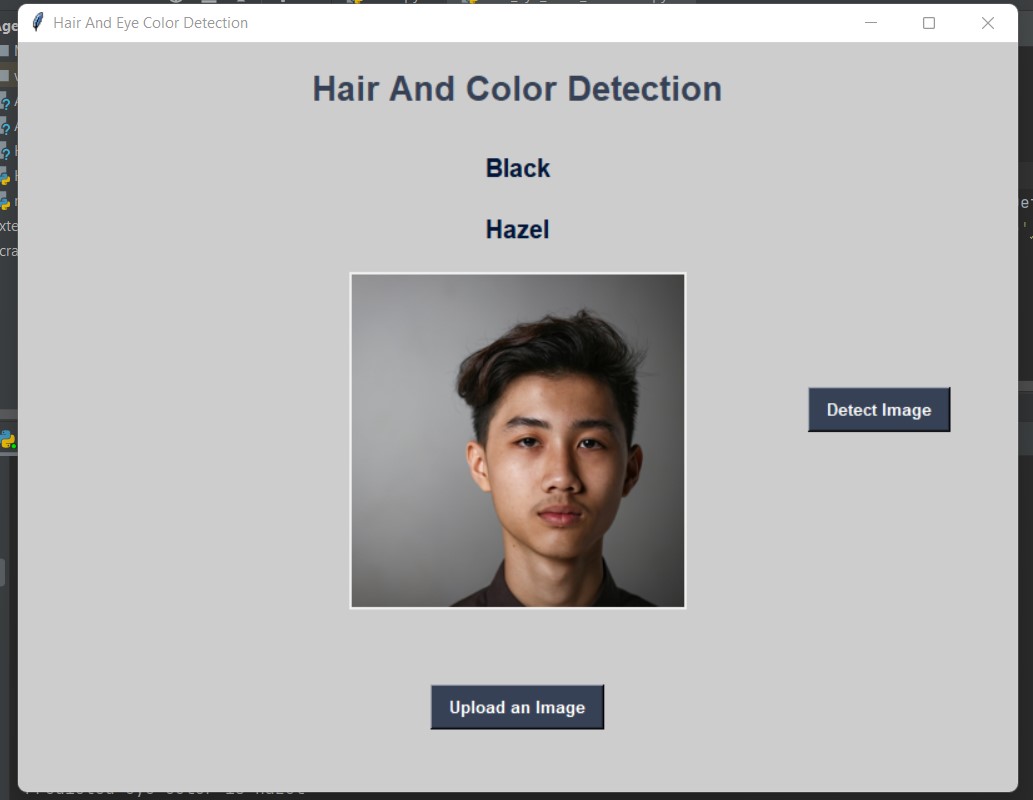 Hair And Eye Color Detection
Hair And Color Detection
Black
Hazel
Detect Image
Upload an Image